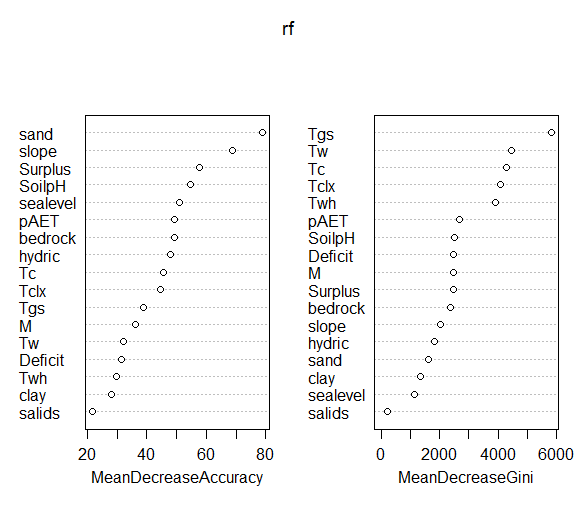 rf
sand
slope
Surplus
SoilpH
sealevel
pAET
bedrock
hydric
Tc
Tclx
Tgs
M
Tw
Deficit
Twh
clay
salids
20 40 60 80
MeanDecreaseAccuracy
Tgs
Tw
Tc
Tclx
Twh
pAET
SoilpH
Deficit
M
Surplus
bedrock
slope
hydric
sand
clay
sealevel
salids
0 2000 4000 6000
MeanDecreaseGini